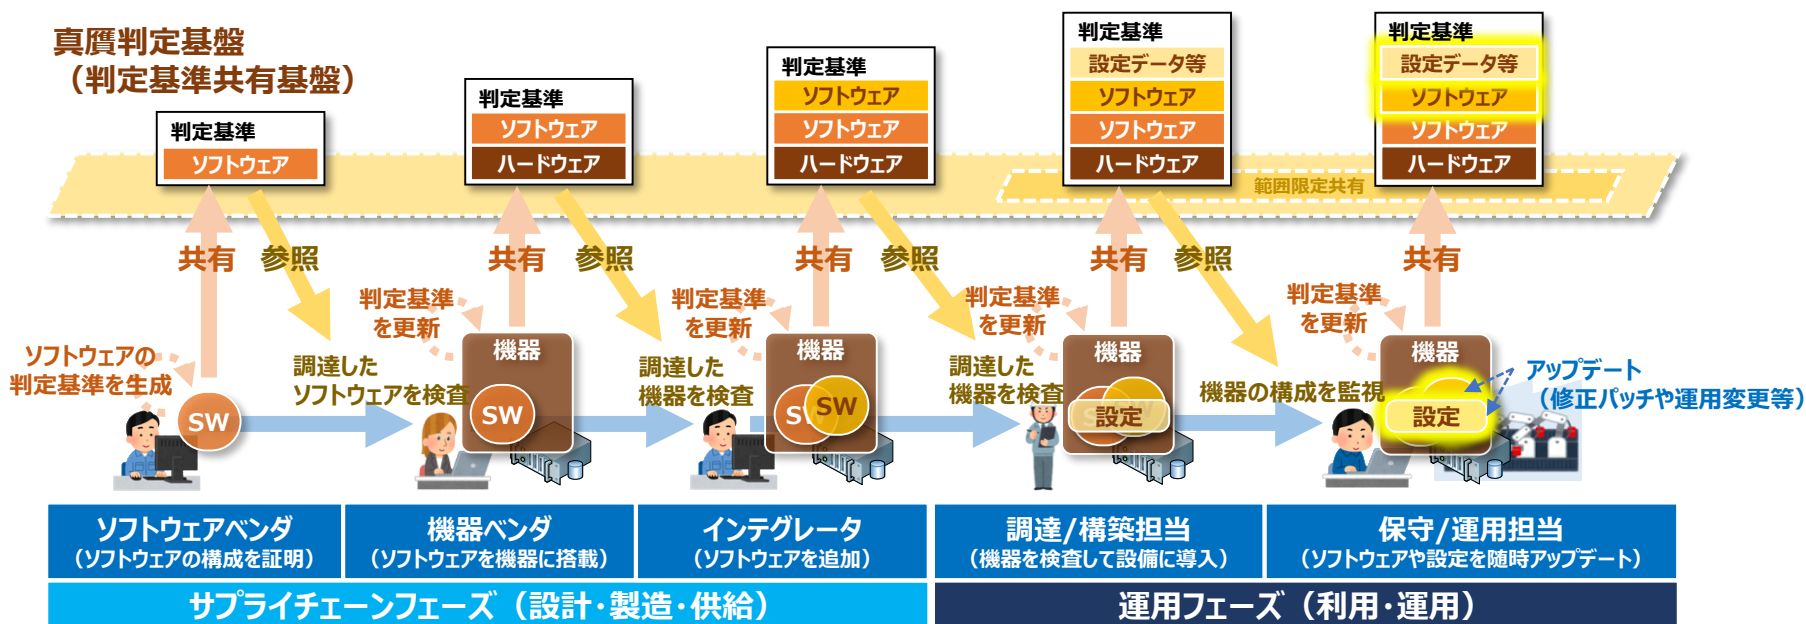 真贋判定基盤
（判定基準共有基盤）
判定基準
ソフトウェア
判定基準
ソフトウェア
ハードウェア
判定基準
ソフトウェア
ソフトウェア
ハードウェア
判定基準
設定データ等
ソフトウェア
ソフトウェア
ハードウェア
判定基準
設定データ等
ソフトウェア
ソフトウェア
ハードウェア
範囲限定共有
共有
参照
共有
参照
共有
参照
共有
参照
共有
ソフトウェアの
判定基準を生成
SW
調達した
ソフトウェアを検査
判定基準
を更新
機器
SW
調達した
機器を検査
判定基準
を更新
機器
SW
SW
調達した
機器を検査
判定基準
を更新
機器
設定
機器の構成を監視
判定基準
を更新
機器
設定
アップデート
（修正パッチや運用変更等）
ソフトウェアベンダ
（ソフトウェアの構成を証明）
機器ベンダ
（ソフトウェアを機器に搭載）
インテグレータ
（ソフトウェアを追加）
調達/構築担当
（機器を検査して設備に導入）
保守/運用担当
（ソフトウェアや設定を随時アップデート）
サプライチェーンフェーズ（設計・製造・供給）
運用フェーズ（利用・運用）